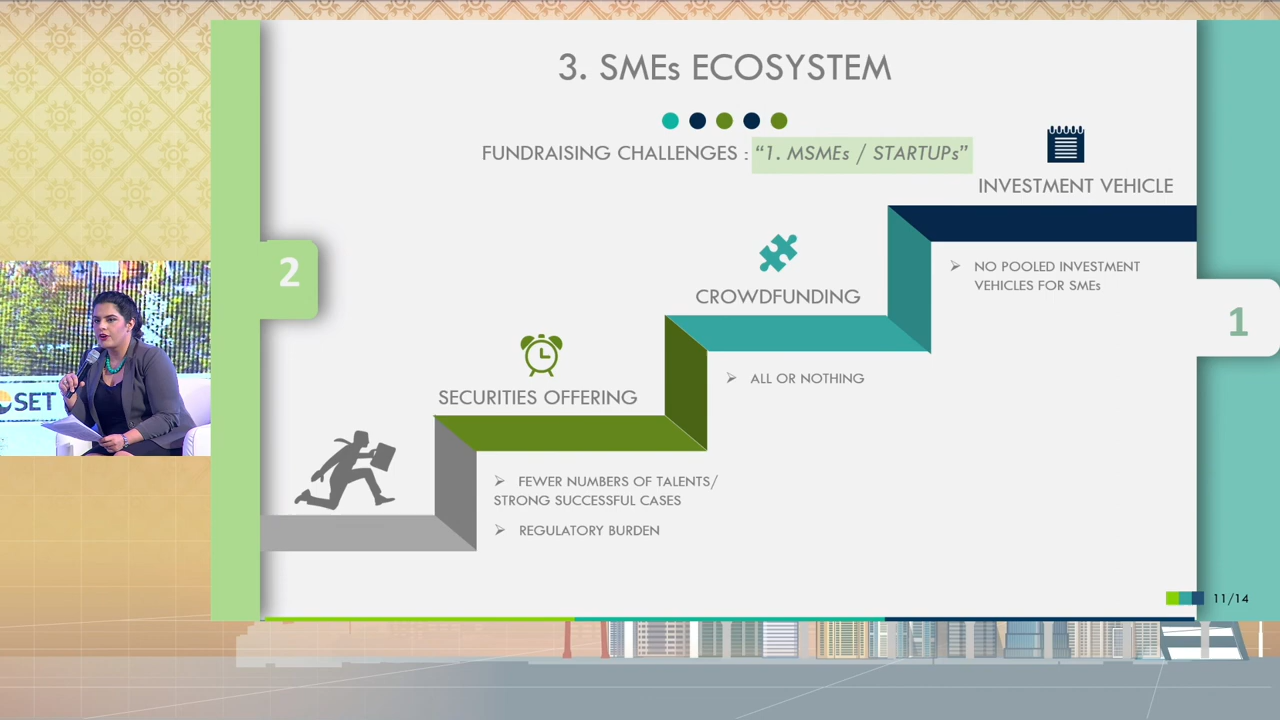 3. SMEs ECOSYSTEM
FUNDRAISING CHALLENGES : “1. MSMEs / STARTUPs”
INVESTMENT VEHICLE
➢ NO POOLED INVESTMENT
VEHICLES FOR SMEs
2
1
CROWDFUNDING
➢ ALL OR NOTHING
SECURITIES OFFERING
➢ FEWER NUMBERS OF TALENTS/
STRONG SUCCESSFUL CASES
➢ REGULATORY BURDEN
SET
11/14